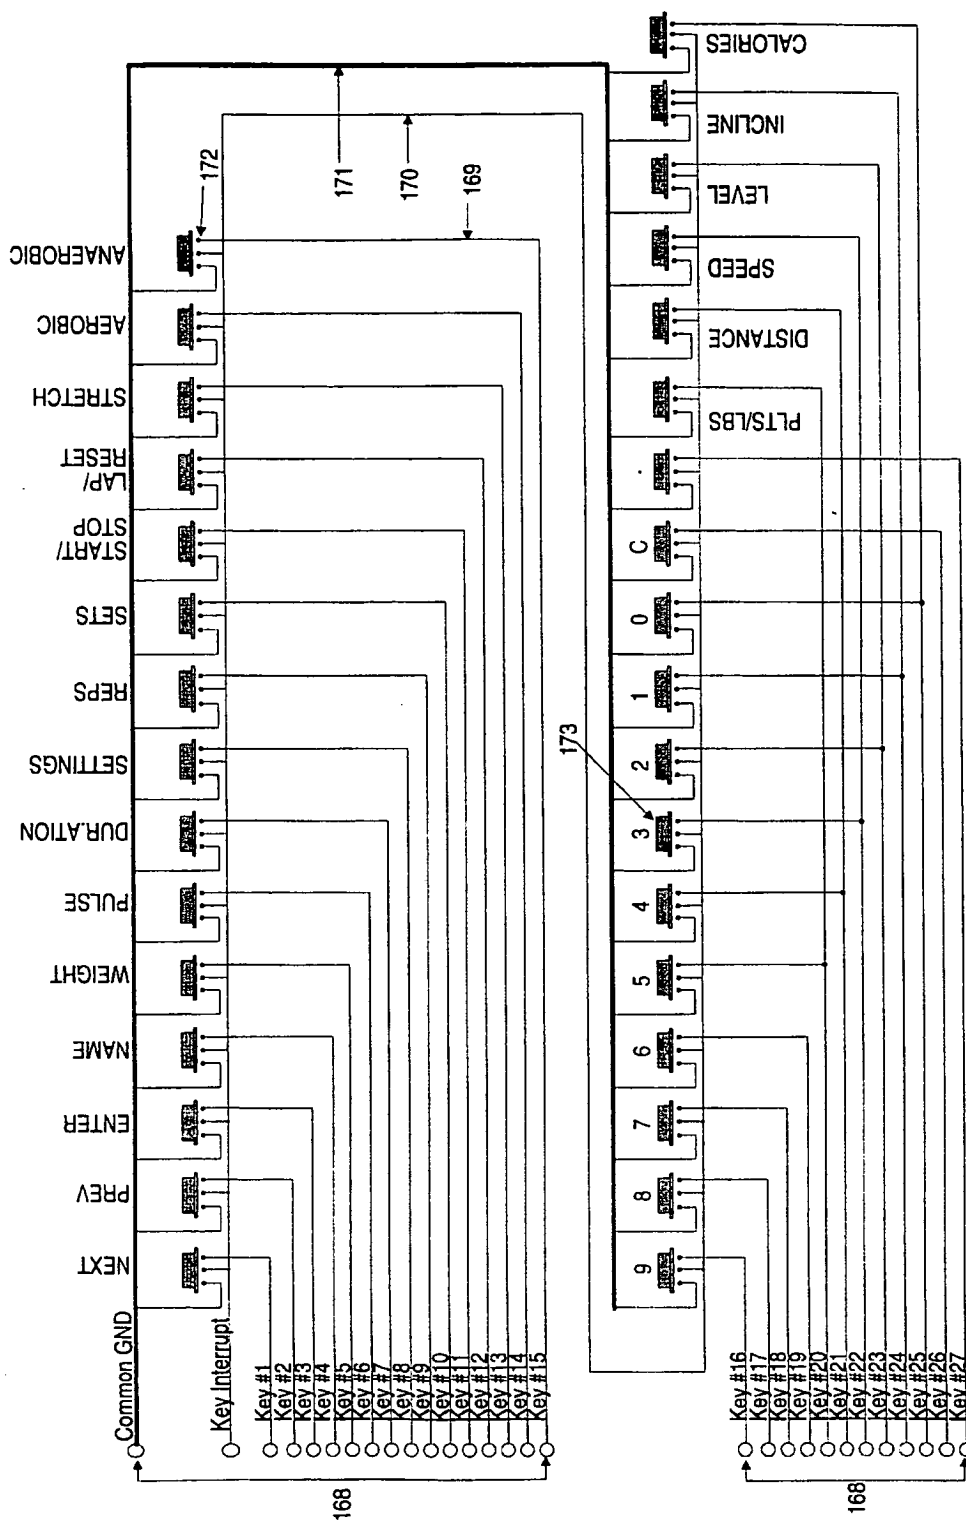 Common GND
Key Interrupt
Key #1
Key #2
Key #3
Key #4
Key #5
Key #6
Key #7
Key #8
Key #9
Key #10
Key #11
Key #12
Key #13
Key #14
Key #15
168
NEXT
PREV
ENTER
NAME
WEIGHT
PULSE
DUR.ATION
SETTINGS
REPS
SETS
START/
STOP
LAP/
RESET
STRETCH
AEROBIC
ANAEROBIC
172
169
170
171
Key #16
Key #17
Key #18
Key #19
Key #20
Key #21
Key #22
Key #23
Key #24
Key #25
Key #26
Key #27
168
9
8
7
6
5
4
3
173
2
1
0
C
.
PLTS/LBS
DISTANCE
SPEED
LEVEL
INCLINE
CALORIES